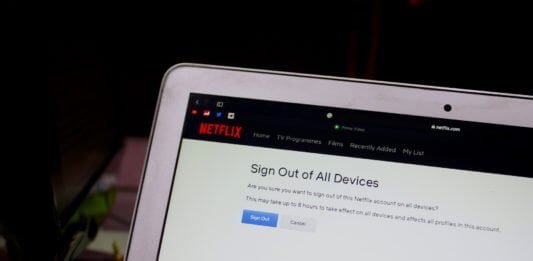 Prime Video
netflix.com
NETFLIX Home TV Programmes Films Recently Added My List
Sign Out of All Devices
Are you sure you want to sign out of this Netflix account on all devices?
This may take up to 8 hours to take effect on all devices and affects all profiles in this account.
Sign Out Cancel